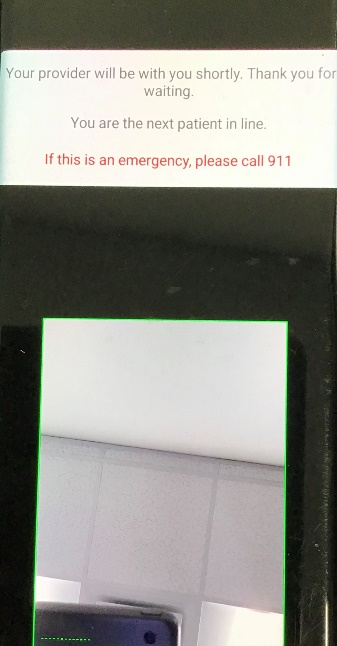 Your provider will be with you shortly. Thank you for
waiting.
You are the next patient in line.
If this is an emergency, please call 911